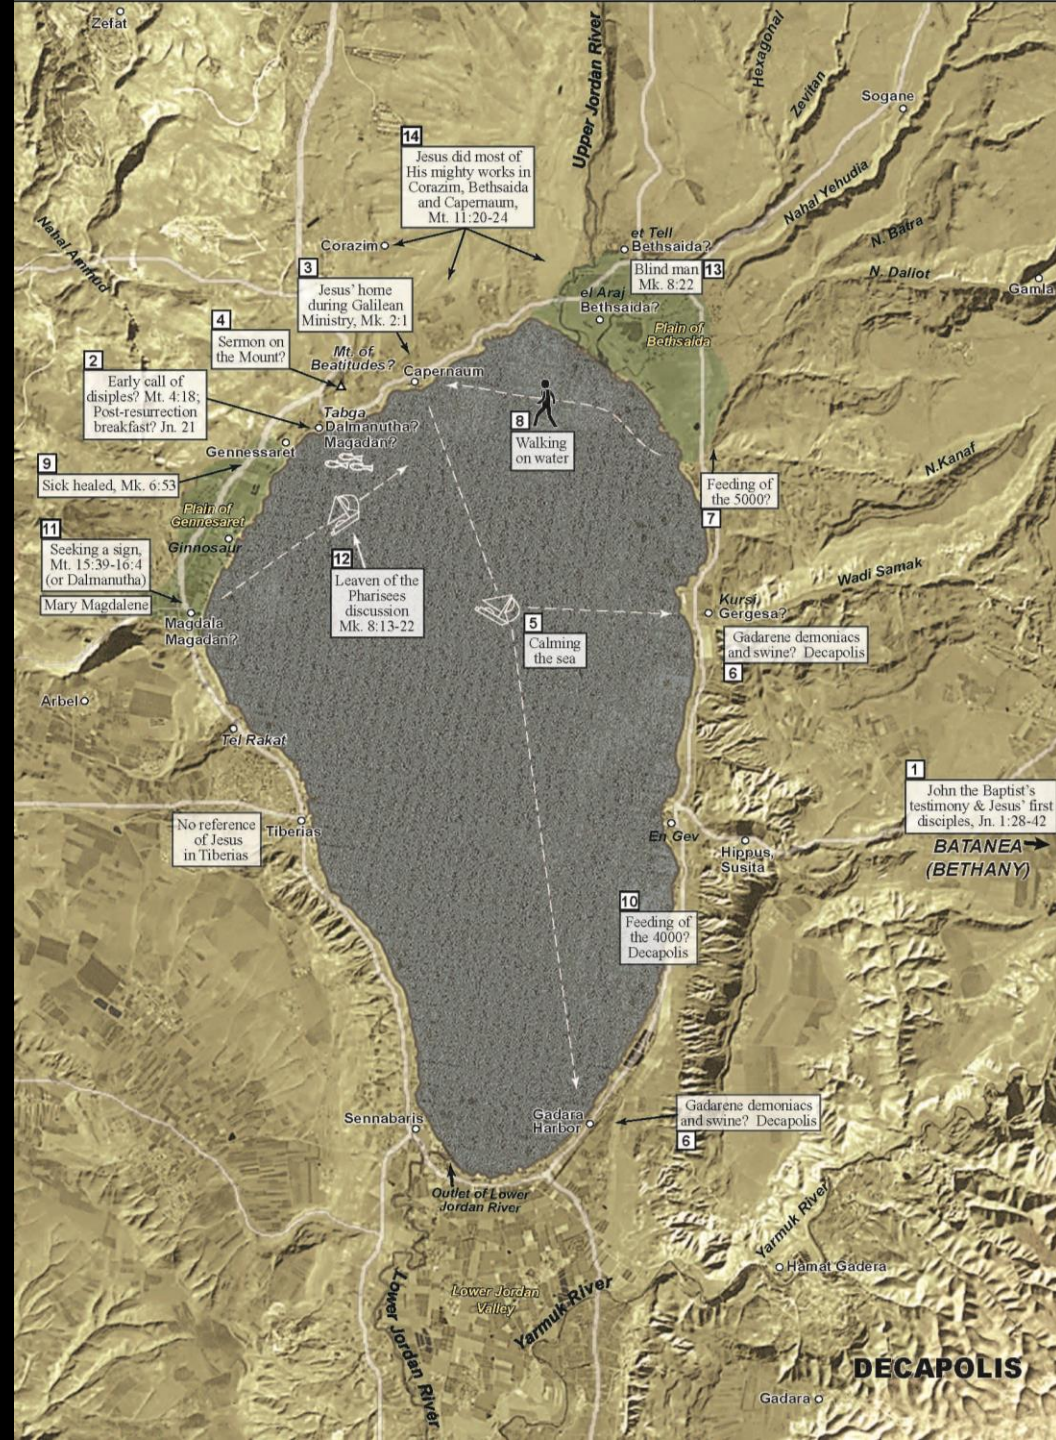 Zefat
Upper Jordan River
Hexagonal
Zevitan
Sogane
Nahal Yehudia
N. Batra
N. Daliot
Gamla
Nahal Ammud
14
Jesus did most of
His mighty works in
Corazim, Bethsaida
and Capernaum,
Mt. 11:20-24
Corazim
et Tell
Bethsaida?
Blind man
Mk. 8:22
13
el Araj
Bethsaida?
Plain of
Bethsaida
3
Jesus' home
during Galilean
Ministry, Mk. 2:1
4
Sermon on
the Mount?
Mt. of
Beatitudes?
Capernaum
2
Early call of
disiples? Mt. 4:18;
Post-resurrection
breakfast? Jn. 21
Tabga
Dalmanutha?
Magadan?
8
Walking
on water
Gennessaret
9
Sick healed, Mk. 6:53
N.Kanaf
Feeding of
the 5000?
7
Plain of
Gennesaret
Ginnosaur
11
Seeking a sign,
Mt. 15:39-16:4
(or Dalmanutha)
Mary Magdalene
12
Leaven of the
Pharisees
discussion
Mk. 8:13-22
Wadi Samak
Magdala
Magadan?
5
Calming
the sea
Kursi,
Gergesa?
Gadarene demoniacs
and swine? Decapolis
6
Arbel
Tel Rakat
1
John the Baptist's
testimony & Jesus' first
disciples, Jn. 1:28-42
BATANEA
(BETHANY)
No reference
of Jesus
in Tiberias
Tiberias
En Gev
Hippus,
Susita
10
Feeding of
the 4000?
Decapolis
Sennabaris
Gadara
Harbor
Gadarene demoniacs
and swine? Decapolis
6
Outlet of Lower
Jordan River
Yarmuk River
Hamat Gadera
Lower Jordan
Valley
Lower Jordan River
Yarmuk River
DECAPOLIS
Gadara